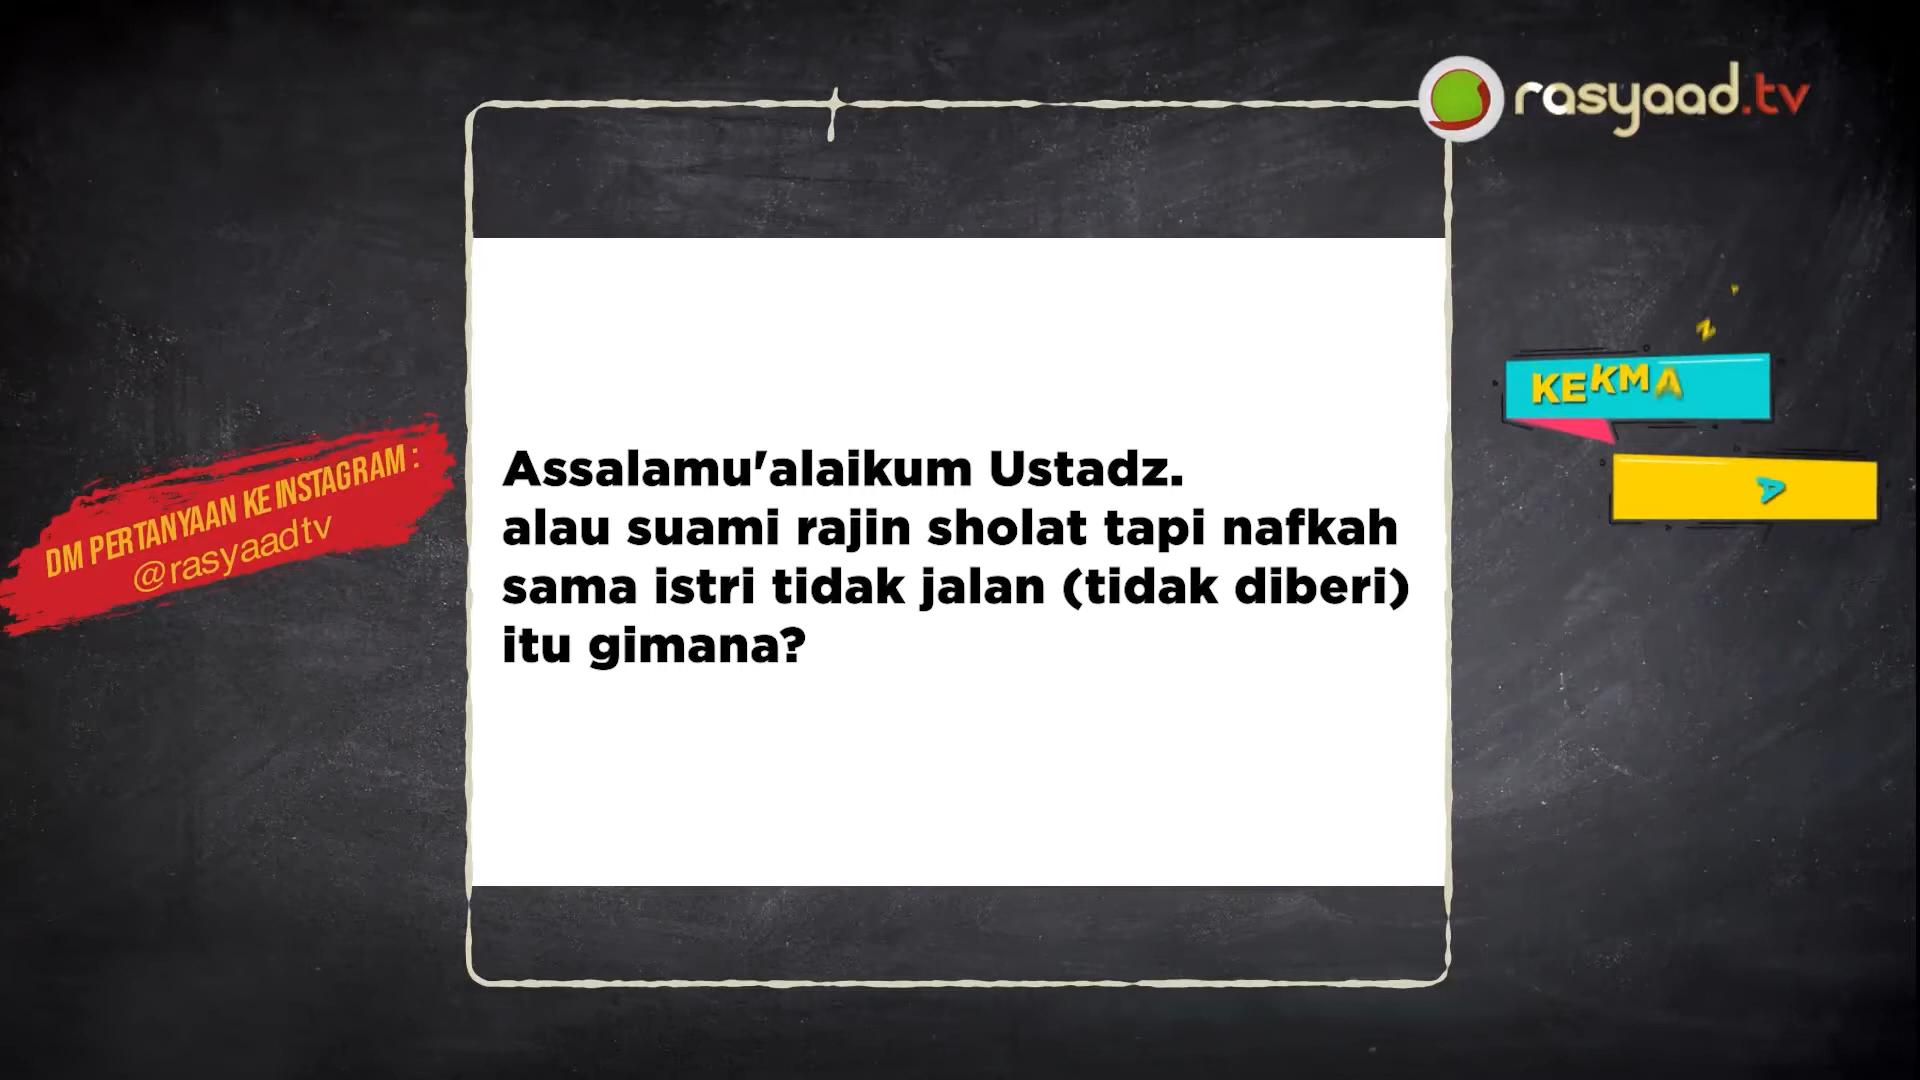 rasyaad.tv
DM PERTANYAAN KE INSTAGRAM :
@rasyaadtv
Assalamu'alaikum Ustadz.
alau suami rajin sholat tapi nafkah
sama istri tidak jalan (tidak diberi)
itu gimana?